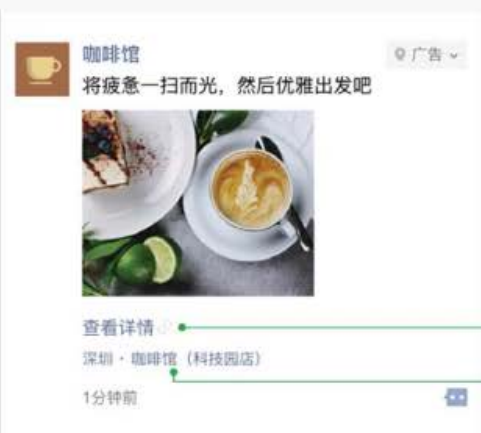 咖啡馆
广告
将疲惫一扫而光，然后优雅出发吧
查看详情
深圳·咖啡馆（科技园店）
1分钟前